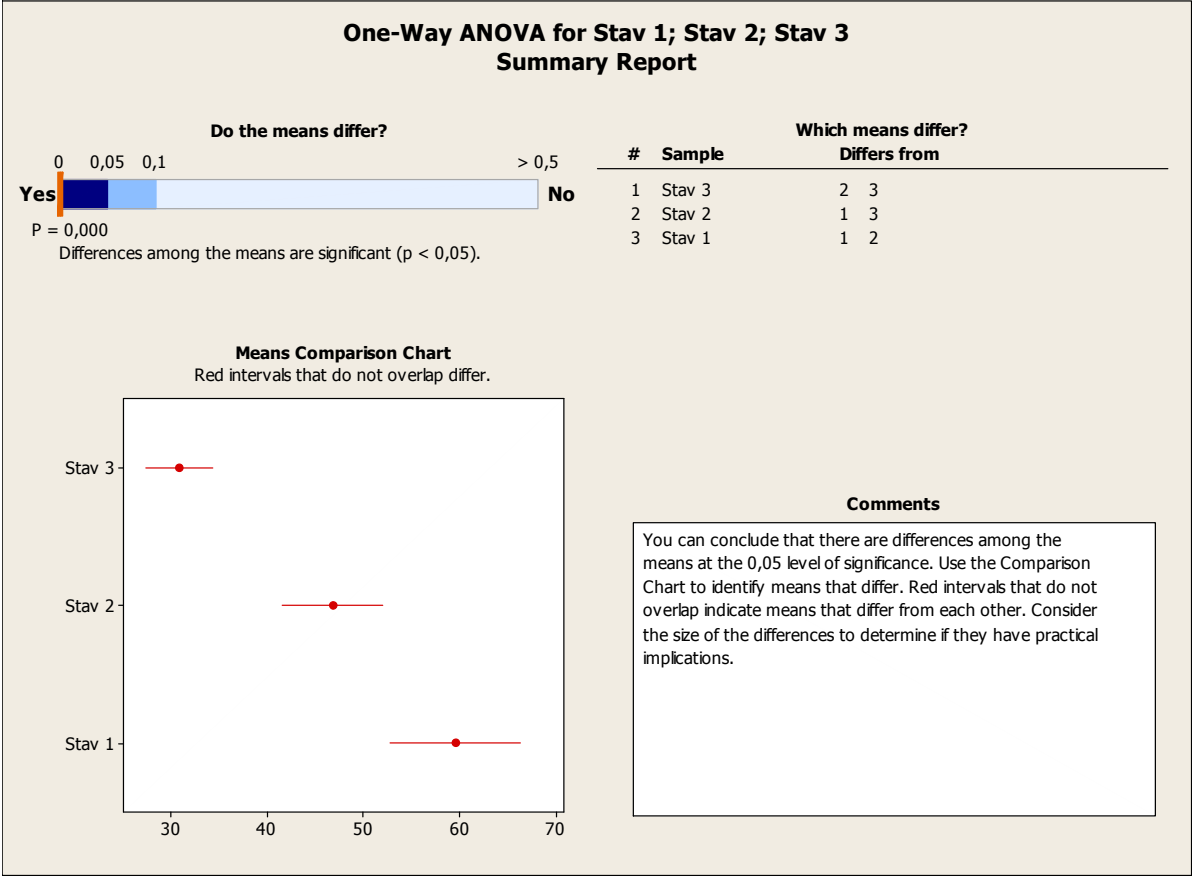 One-Way ANOVA for Stav 1; Stav 2; Stav 3
Summary Report
Do the means differ?
0 0,05 0,1 > 0,5
Yes No
P = 0,000
Differences among the means are significant (p < 0,05).
Which means differ?
# Sample Differs from
1 Stav 3 2 3
2 Stav 2 1 3
3 Stav 1 1 2
Means Comparison Chart
Red intervals that do not overlap differ.
Stav 3
Stav 2
Stav 1
30 40 50 60 70
Comments
You can conclude that there are differences among the
means at the 0,05 level of significance. Use the Comparison
Chart to identify means that differ. Red intervals that do not
overlap indicate means that differ from each other. Consider
the size of the differences to determine if they have practical
implications.